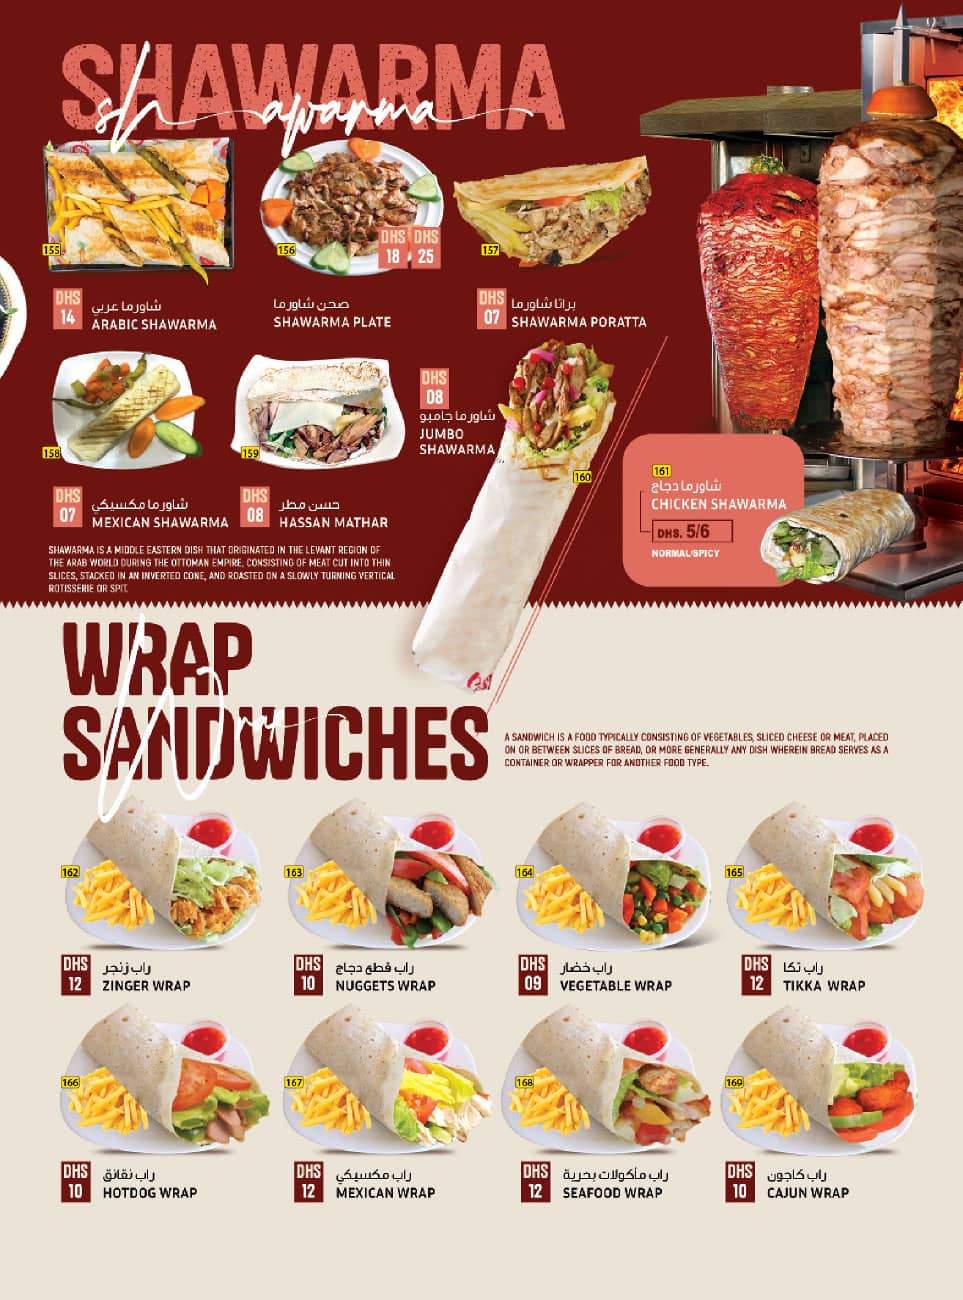 SHAWARMA
shawarma
155
156
DHS
18
DHS
25
157
DHS
14
شاورما عربي
ARABIC SHAWARMA
صحن شاورما
SHAWARMA PLATE
DHS
07
براتا شاورما
SHAWARMA PORATTA
158
159
DHS
08
شاورما جامبو
JUMBO
SHAWARMA
160
DHS
07
شاورما مكسيكي
MEXICAN SHAWARMA
DHS
08
حسن مطر
HASSAN MATHAR
161
شاورما دجاج
CHICKEN SHAWARMA
DHS. 5/6
NORMAL/SPICY
SHAWARMA IS A MIDDLE EASTERN DISH THAT ORIGINATED IN THE LEVANT REGION OF
THE ARAB WORLD DURING THE OTTOMAN EMPIRE, CONSISTING OF MEAT CUT INTO THIN
SLICES, STACKED IN AN INVERTED CONE, AND ROASTED ON A SLOWLY TURNING VERTICAL
ROTISSERIE OR SPIT.
WRAP
SANDWICHES
Wrap
A SANDWICH IS A FOOD TYPICALLY CONSISTING OF VEGETABLES, SLICED CHEESE OR MEAT, PLACED
ON OR BETWEEN SLICES OF BREAD, OR MORE GENERALLY ANY DISH WHEREIN BREAD SERVES AS A
CONTAINER OR WRAPPER FOR ANOTHER FOOD TYPE.
162
163
164
165
DHS
12
راب زنجر
ZINGER WRAP
DHS
10
راب قطع دجاج
NUGGETS WRAP
DHS
09
راب خضار
VEGETABLE WRAP
DHS
12
راب تكا
TIKKA WRAP
166
167
168
169
DHS
10
راب نقانق
HOTDOG WRAP
DHS
12
راب مكسيكي
MEXICAN WRAP
DHS
12
راب مأكولات بحرية
SEAFOOD WRAP
DHS
10
راب كاجون
CAJUN WRAP